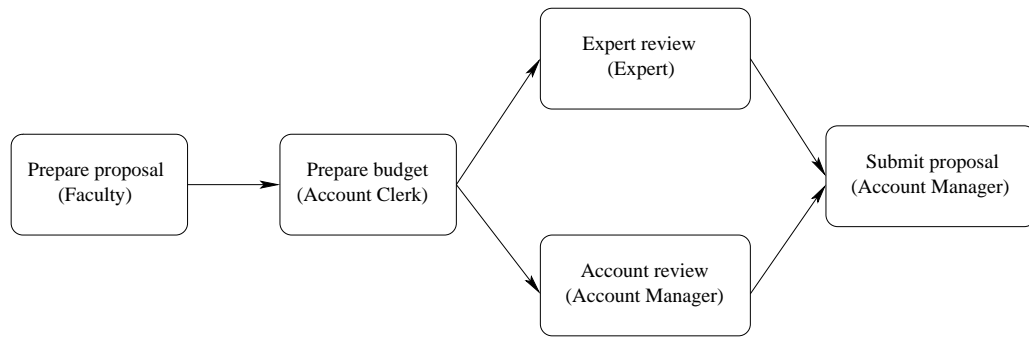 Prepare proposal
(Faculty)
Prepare budget
(Account Clerk)
Expert review
(Expert)
Account review
(Account Manager)
Submit proposal
(Account Manager)